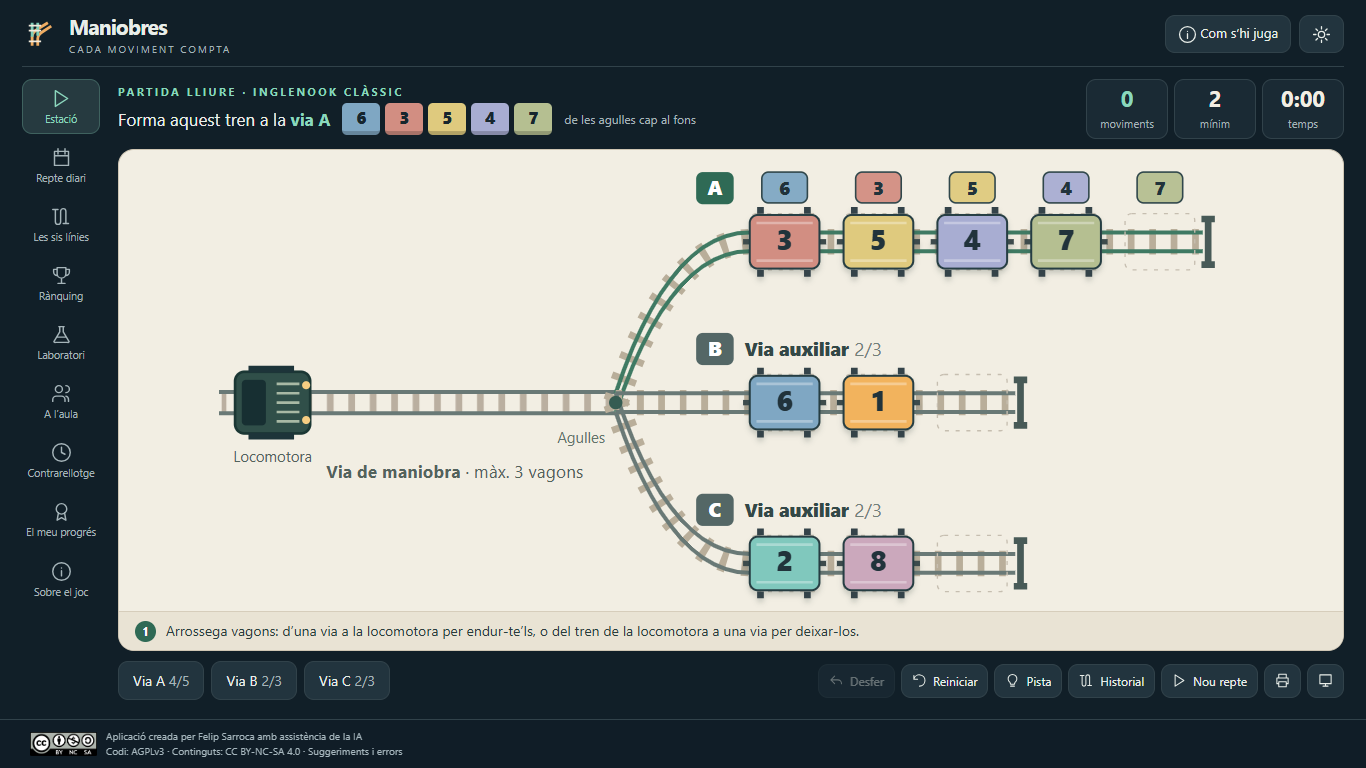 Maniobres
CADA MOVIMENT COMPTA
Com s'hi juga
Estació
Repte diari
Les sis línies
Rànquing
Laboratori
A l'aula
Contrarellotge
El meu progrés
Sobre el joc
PARTIDA LLIURE · INGLENOOK CLÀSSIC
Forma aquest tren a la via A 6 3 5 4 7 de les agulles cap al fons
0 moviments
2 mínim
0:00 temps
A 6 3 5 4 7
3 5 4 7
B Via auxiliar 2/3
6 1
Agulles
Locomotora
Via de maniobra · màx. 3 vagons
C Via auxiliar 2/3
2 8
1 Arrossega vagons: d'una via a la locomotora per endur-te'ls, o del tren de la locomotora a una via per deixar-los.
Via A 4/5
Via B 2/3
Via C 2/3
Desfer
Reiniciar
Pista
Historial
Nou repte
CC BY NC SA
Aplicació creada per Felip Sarroca amb assistència de la IA
Codi: AGPLv3 · Continguts: CC BY-NC-SA 4.0 · Suggeriments i errors